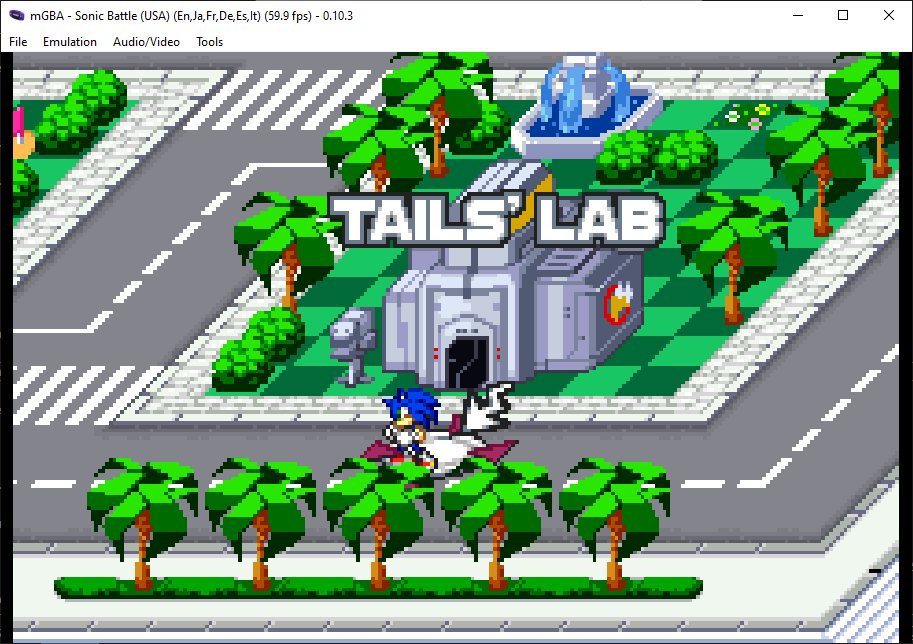 mGBA - Sonic Battle (USA) (En,Ja,Fr,De,Es,It) (59.9 fps) - 0.10.3
File Emulation Audio/Video Tools
TAILS' LAB